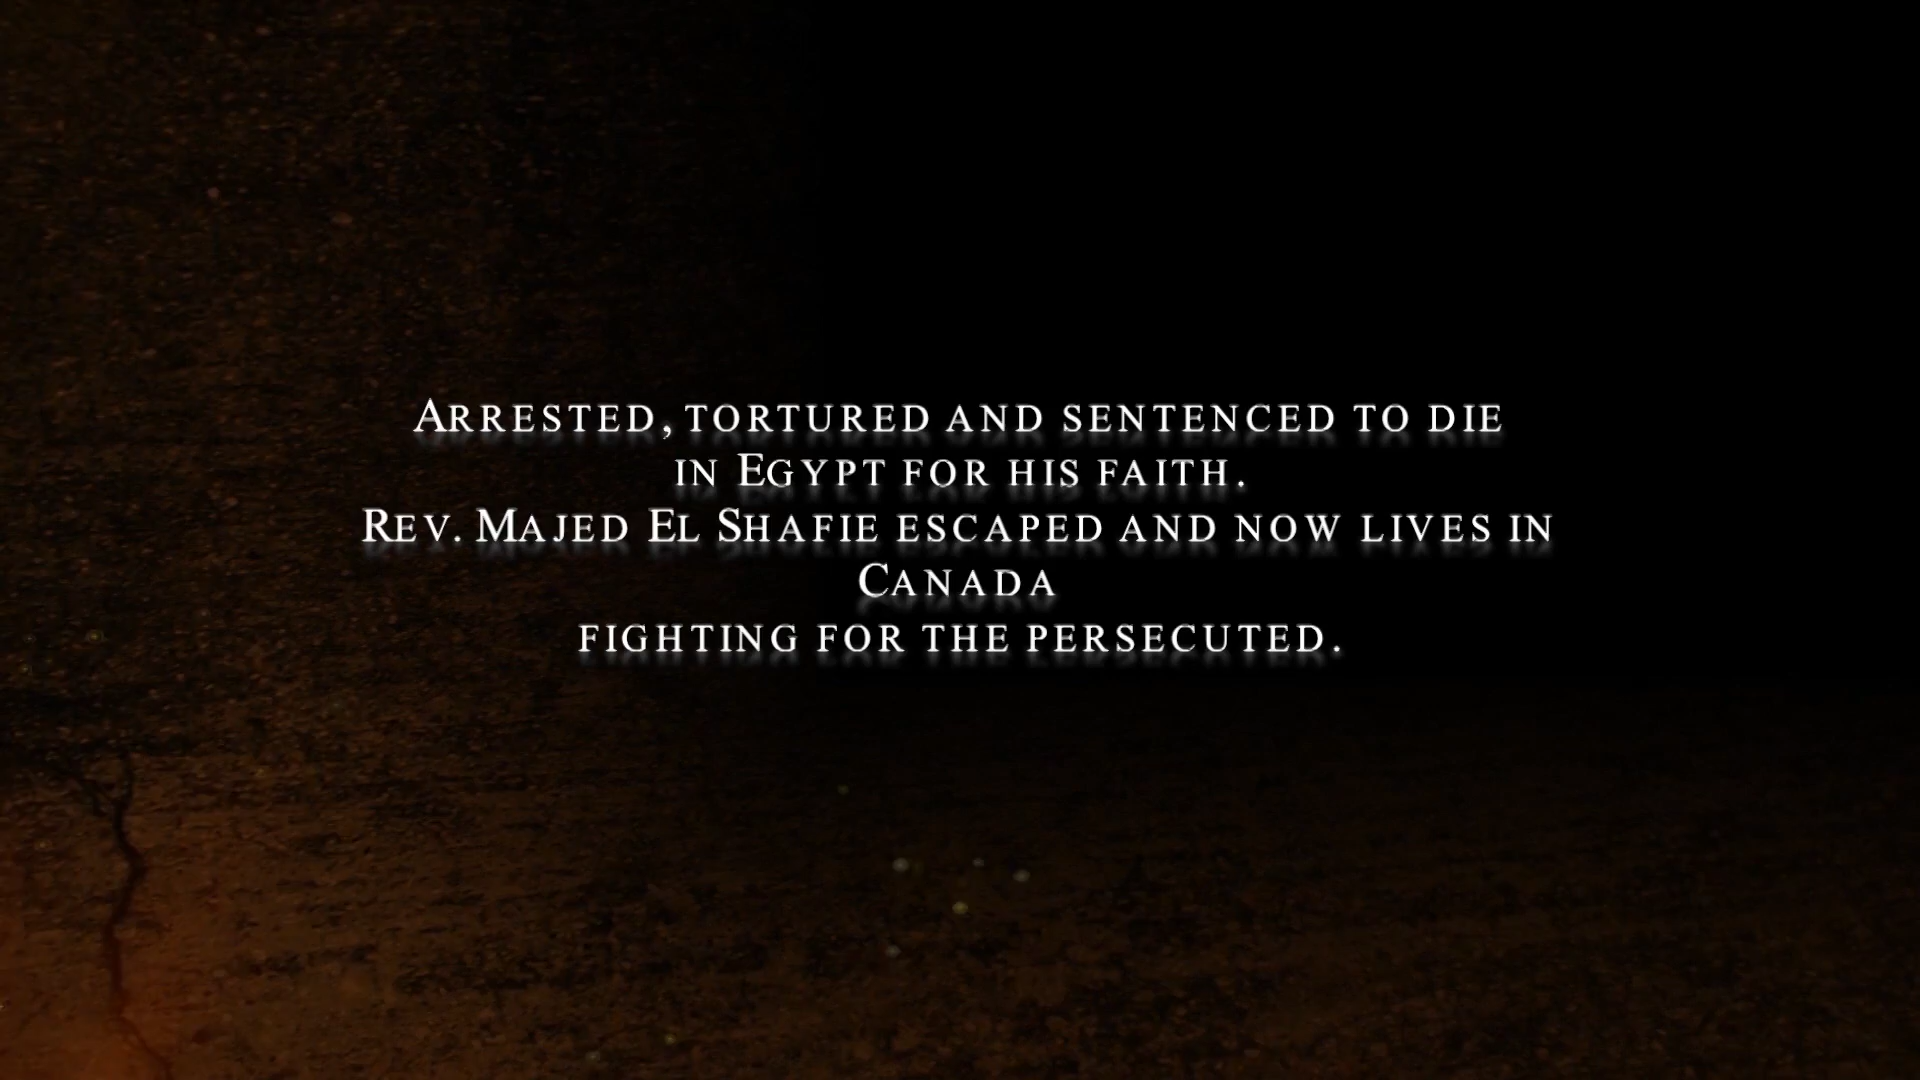 Arrested, tortured and sentenced to die
in Egypt for his faith.
Rev. Majed El Shafie escaped and now lives in
Canada
fighting for the persecuted.